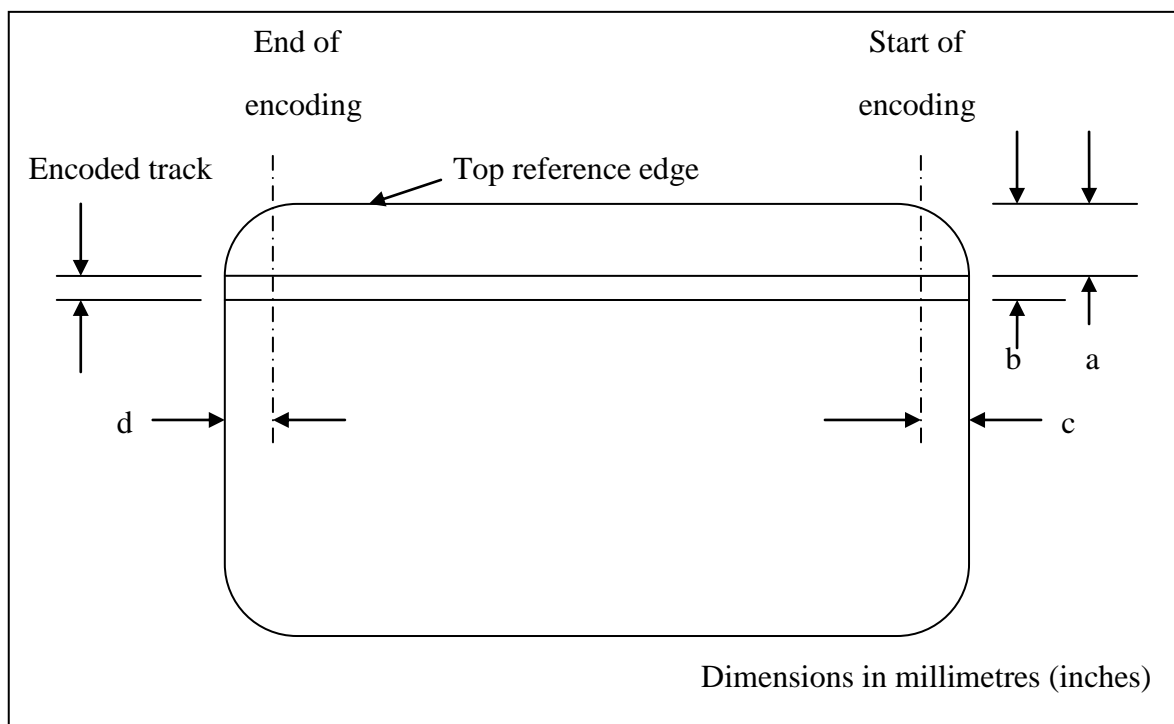 End of
encoding
Start of
encoding
Encoded track
Top reference edge
b
a
d
c
Dimensions in millimetres (inches)